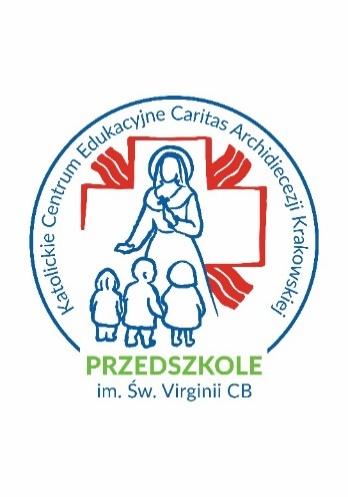 Katolickie Centrum Edukacyjne Caritas Archidiecezji Krakowskiej
PRZEDSZKOLE
im. Św. Virginii CB